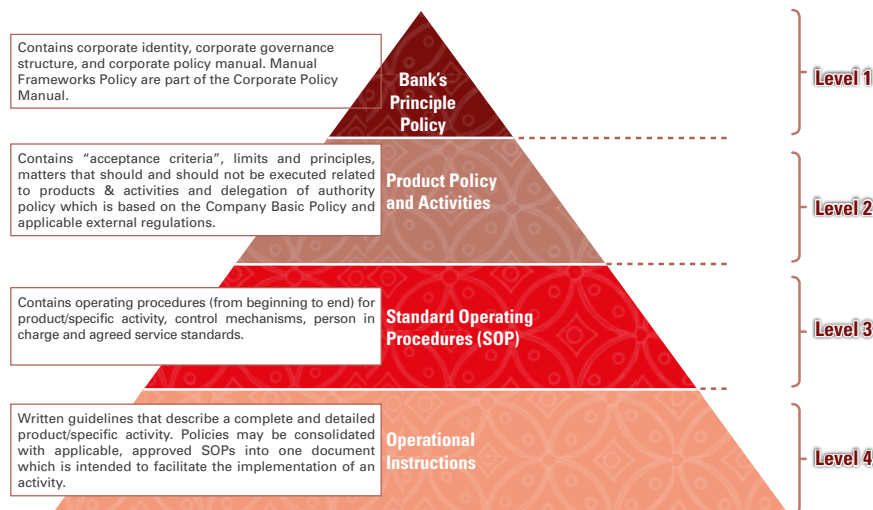 Contains corporate identity, corporate governance
structure, and corporate policy manual. Manual
Frameworks Policy are part of the Corporate Policy
Manual.
Bank's
Principle
Policy
Level 1
Contains “acceptance criteria”, limits and principles,
matters that should and should not be executed related
to products & activities and delegation of authority
policy which is based on the Company Basic Policy and
applicable external regulations.
Product Policy
and Activities
Level 2
Contains operating procedures (from beginning to end) for
product/specific activity, control mechanisms, person in
charge and agreed service standards.
Standard Operating
Procedures (SOP)
Level 3
Written guidelines that describe a complete and detailed
product/specific activity. Policies may be consolidated
with applicable, approved SOPs into one document
which is intended to facilitate the implementation of an
activity.
Operational
Instructions
Level 4